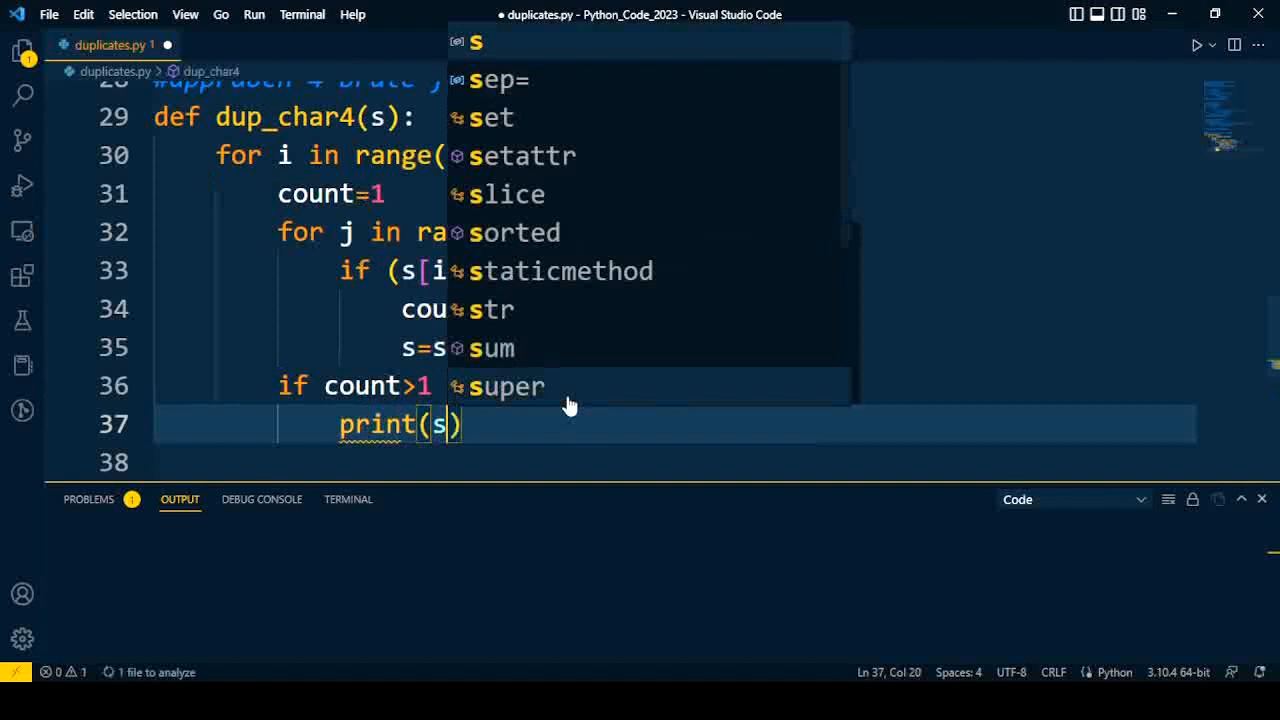 File Edit Selection View Go Run Terminal Help
● duplicates.py - Python_Code_2023 - Visual Studio Code
duplicates.py 1 ●
duplicates.py > dup_char4
28
29 def dup_char4(s):
30 for i in range(
31 count=1
32 for j in ra
33 if (s[i
34 cou
35 s=s
36 if count>1
37 print(s)
38
s
sep=
set
setattr
slice
sorted
staticmethod
str
sum
super
1
PROBLEMS 1 OUTPUT DEBUG CONSOLE TERMINAL
Code
0 1 1 file to analyze
Ln 37, Col 20 Spaces: 4 UTF-8 CRLF Python 3.10.4 64-bit